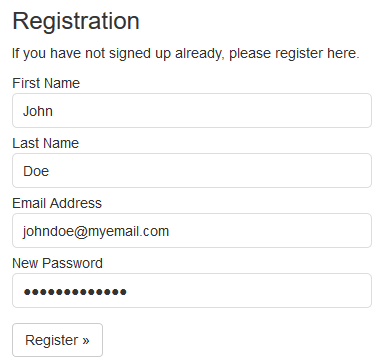 Registration
If you have not signed up already, please register here.
First Name
John
Last Name
Doe
Email Address
johndoe@myemail.com
New Password
●●●●●●●●●●●●●
Register »